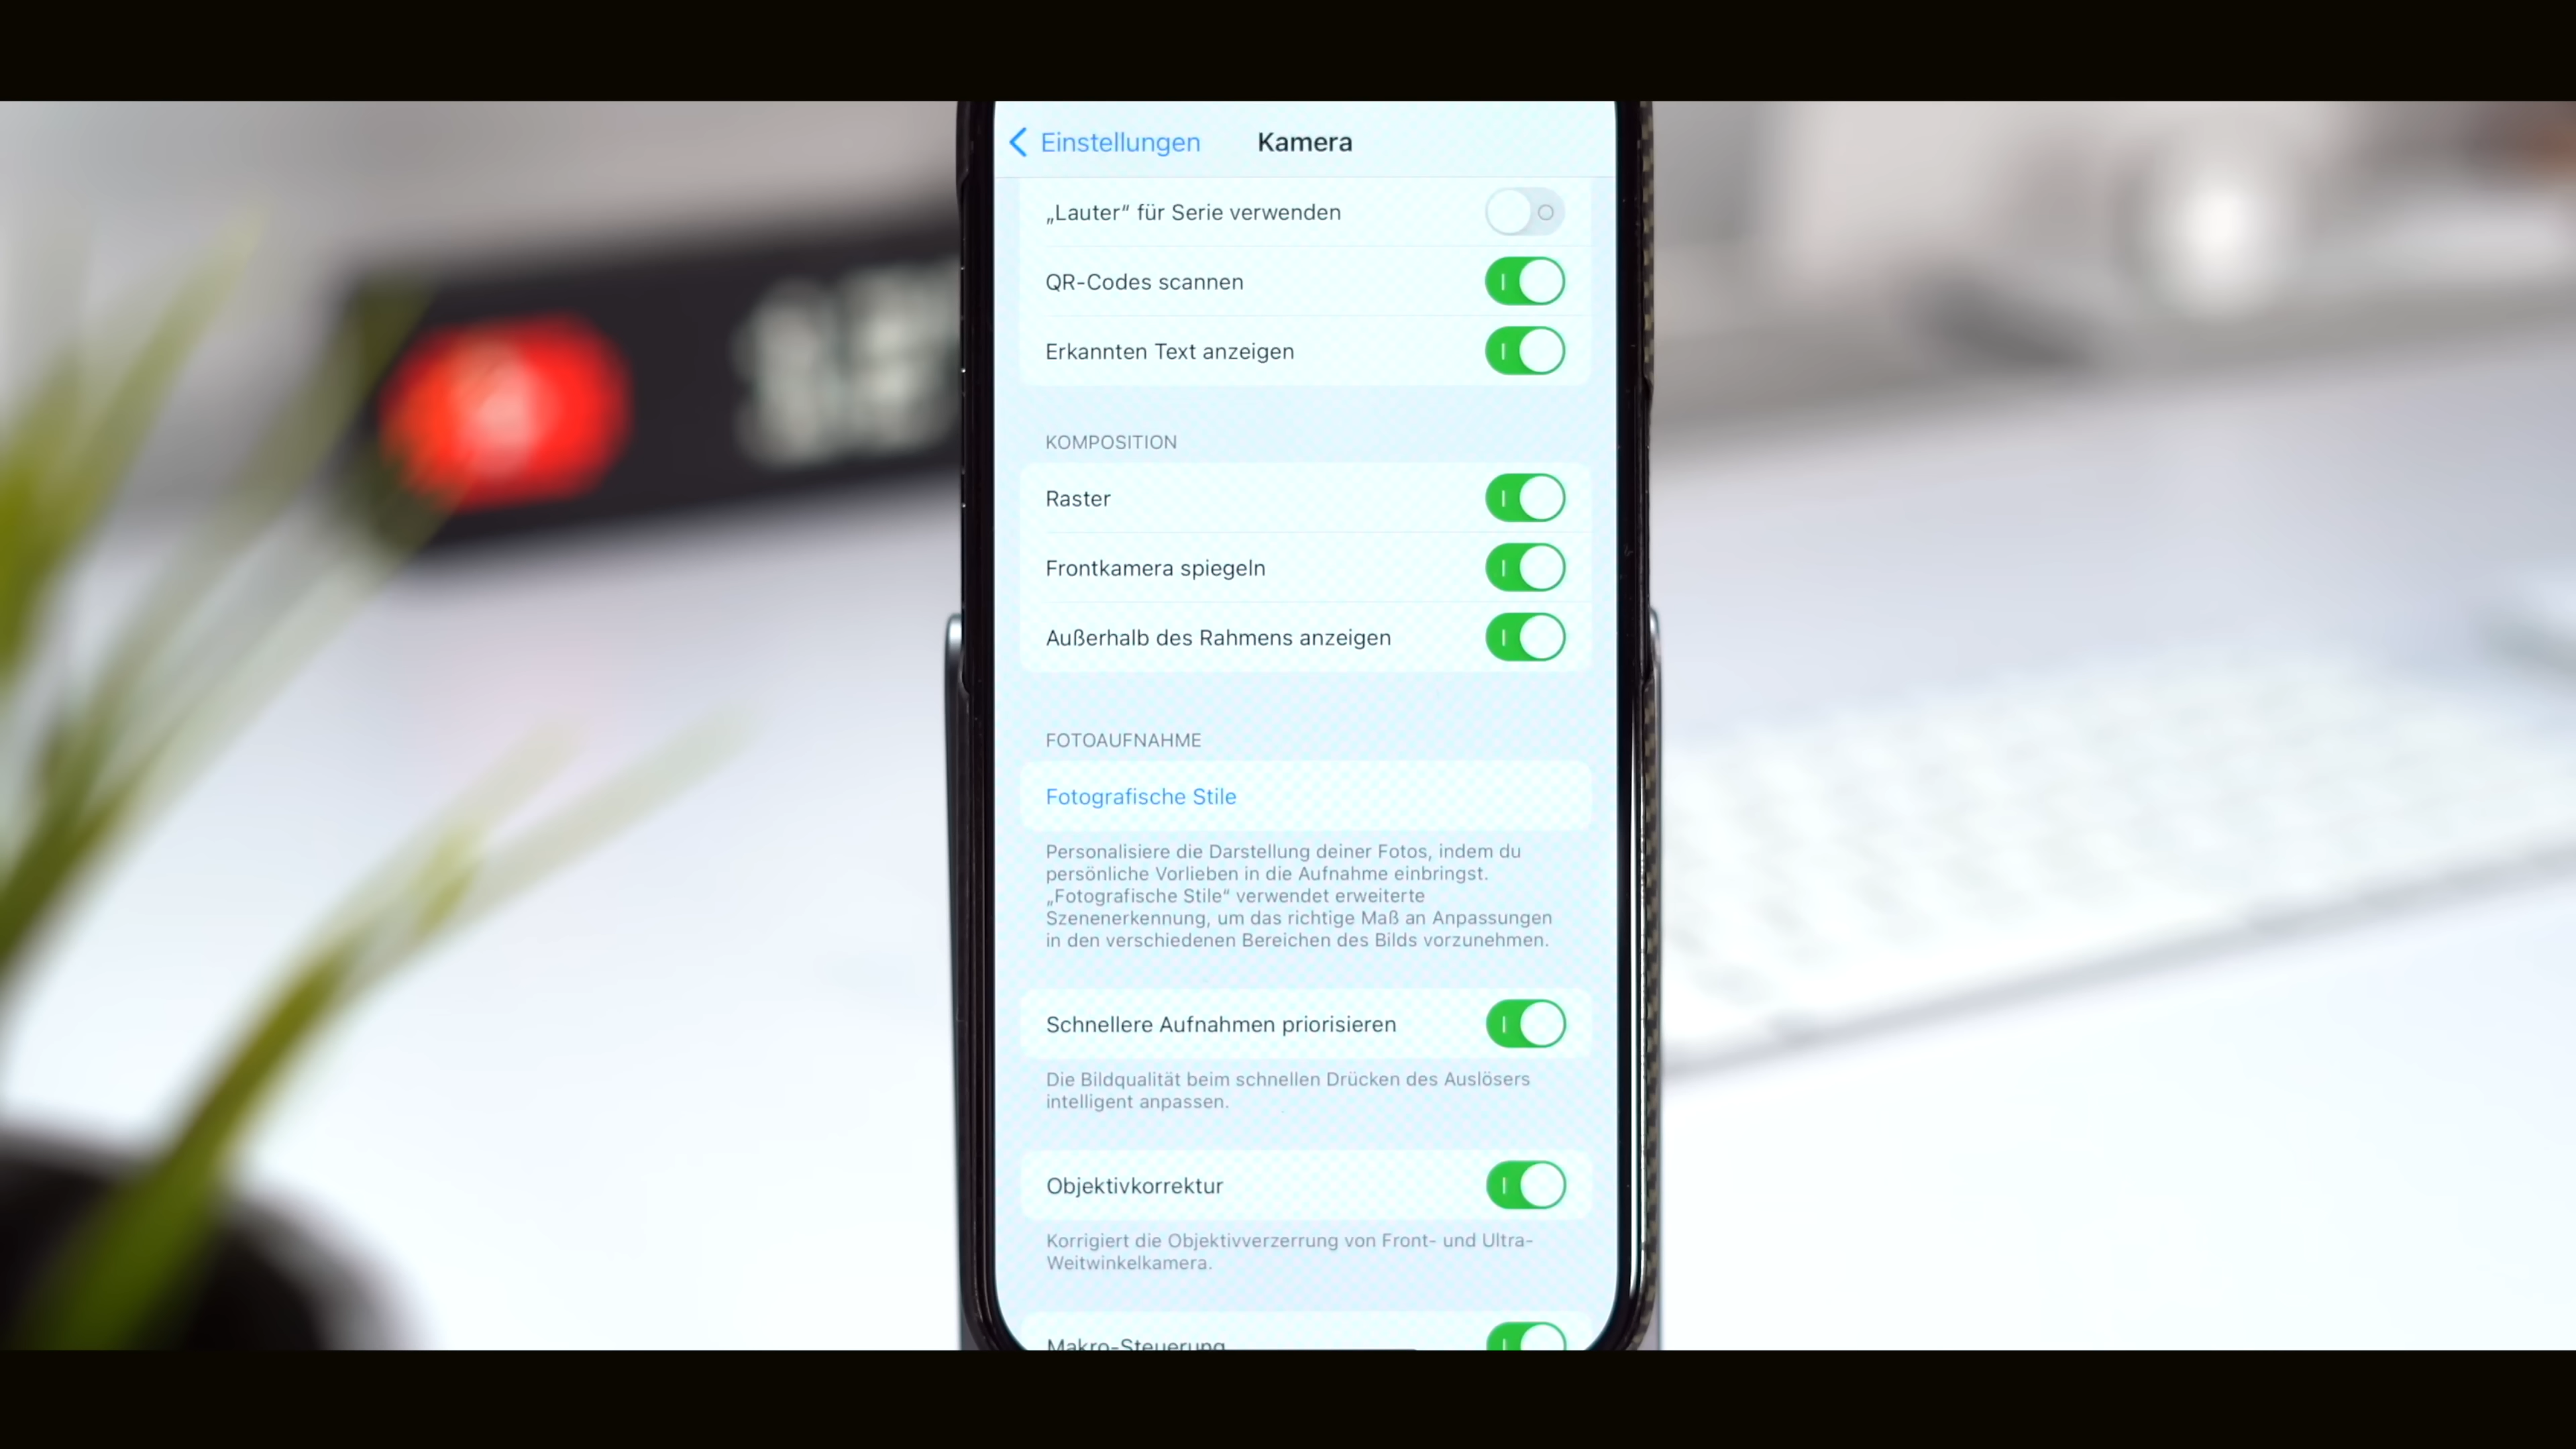 Einstellungen Kamera
„Lauter“ für Serie verwenden
QR-Codes scannen
Erkannten Text anzeigen
KOMPOSITION
Raster
Frontkamera spiegeln
Außerhalb des Rahmens anzeigen
FOTOAUFNAHME
Fotografische Stile
Personalisiere die Darstellung deiner Fotos, indem du
persönliche Vorlieben in die Aufnahme einbringst.
„Fotografische Stile“ verwendet erweiterte
Szenenerkennung, um das richtige Maß an Anpassungen
in den verschiedenen Bereichen des Bilds vorzunehmen.
Schnellere Aufnahmen priorisieren
Die Bildqualität beim schnellen Drücken des Auslösers
intelligent anpassen.
Objektivkorrektur
Korrigiert die Objektivverzerrung von Front- und Ultra-
Weitwinkelkamera.
Makro-Steuerung